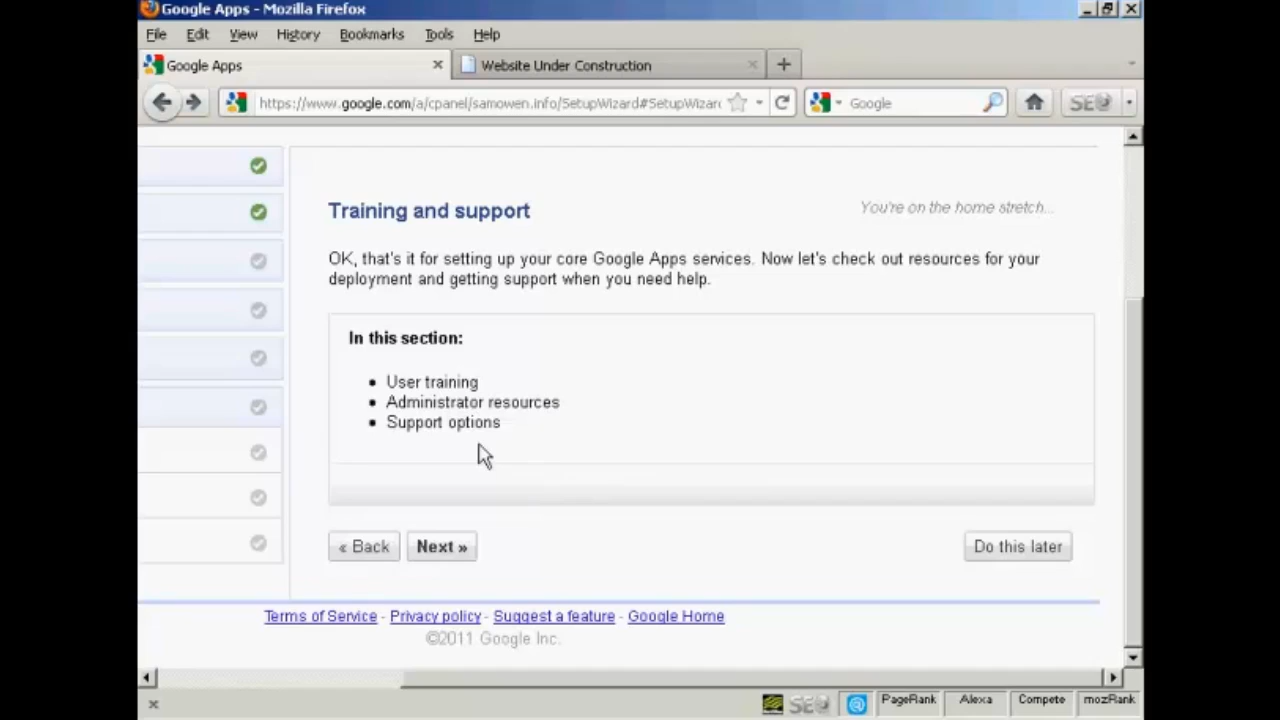 Google Apps - Mozilla Firefox
File Edit View History Bookmarks Tools Help
Google Apps Website Under Construction
https://www.google.com/a/cpanel/samowen.info/SetupWizard#SetupWizard Google SEO
Training and support
You're on the home stretch...
OK, that's it for setting up your core Google Apps services. Now let's check out resources for your
deployment and getting support when you need help.
In this section:
• User training
• Administrator resources
• Support options
« Back Next » Do this later
Terms of Service - Privacy policy - Suggest a feature - Google Home
©2011 Google Inc.
SEO PageRank Alexa Compete mozRank